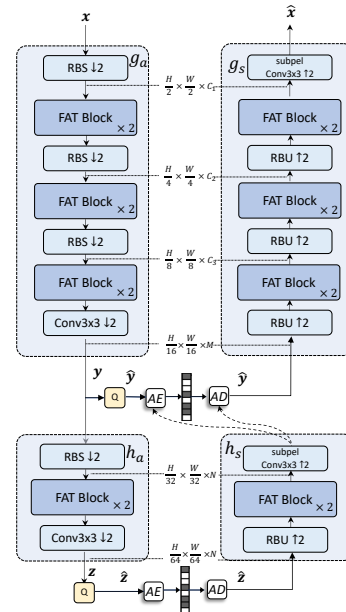 x
x̂
RBS ↓2
g_a
g_s
subpel
Conv3x3 ↑2
H/2 × W/2 × C₁
FAT Block
× 2
FAT Block
× 2
RBS ↓2
RBU ↑2
H/4 × W/4 × C₂
FAT Block
× 2
FAT Block
× 2
RBS ↓2
RBU ↑2
H/8 × W/8 × C₃
FAT Block
× 2
FAT Block
× 2
Conv3x3 ↓2
RBU ↑2
H/16 × W/16 × M
y
ŷ
ŷ
Q
AE
AD
RBS ↓2
h_a
h_s
subpel
Conv3x3 ↑2
H/32 × W/32 × N
FAT Block
× 2
FAT Block
× 2
Conv3x3 ↓2
RBU ↑2
H/64 × W/64 × N
z
ẑ
ẑ
Q
AE
AD